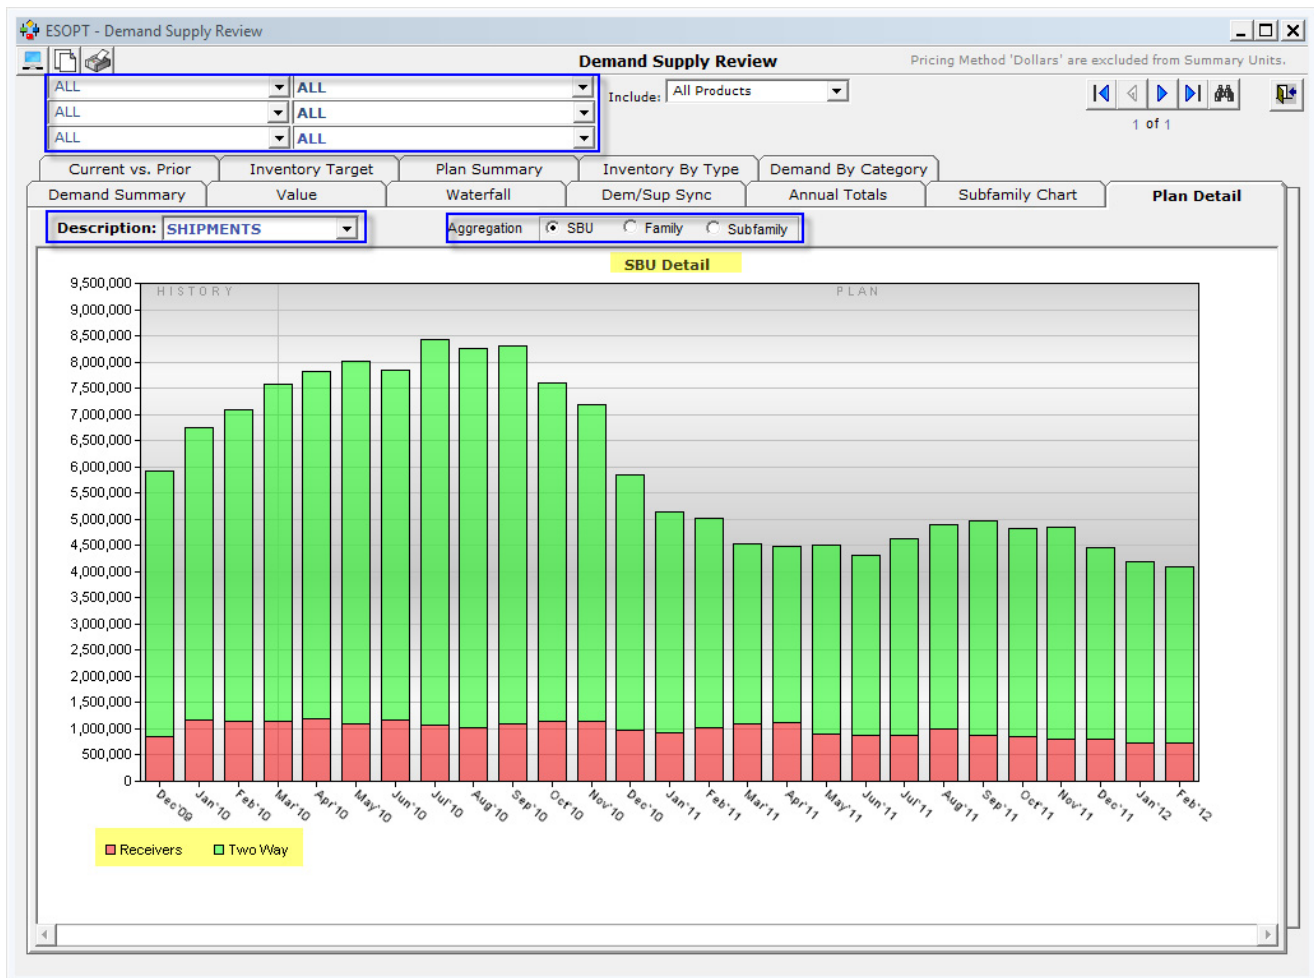 ESOPT - Demand Supply Review
Demand Supply Review
Pricing Method 'Dollars' are excluded from Summary Units.
ALL ALL
Include: All Products
ALL ALL
1 of 1
ALL ALL
Current vs. Prior Inventory Target Plan Summary Inventory By Type Demand By Category
Demand Summary Value Waterfall Dem/Sup Sync Annual Totals Subfamily Chart Plan Detail
Description: SHIPMENTS Aggregation SBU Family Subfamily
SBU Detail
HISTORY PLAN
9,500,000
9,000,000
8,500,000
8,000,000
7,500,000
7,000,000
6,500,000
6,000,000
5,500,000
5,000,000
4,500,000
4,000,000
3,500,000
3,000,000
2,500,000
2,000,000
1,500,000
1,000,000
500,000
0
Dec'09 Jan'10 Feb'10 Mar'10 Apr'10 May'10 Jun'10 Jul'10 Aug'10 Sep'10 Oct'10 Nov'10 Dec'10 Jan'11 Feb'11 Mar'11 Apr'11 May'11 Jun'11 Jul'11 Aug'11 Sep'11 Oct'11 Nov'11 Dec'11 Jan'12 Feb'12
Receivers Two Way